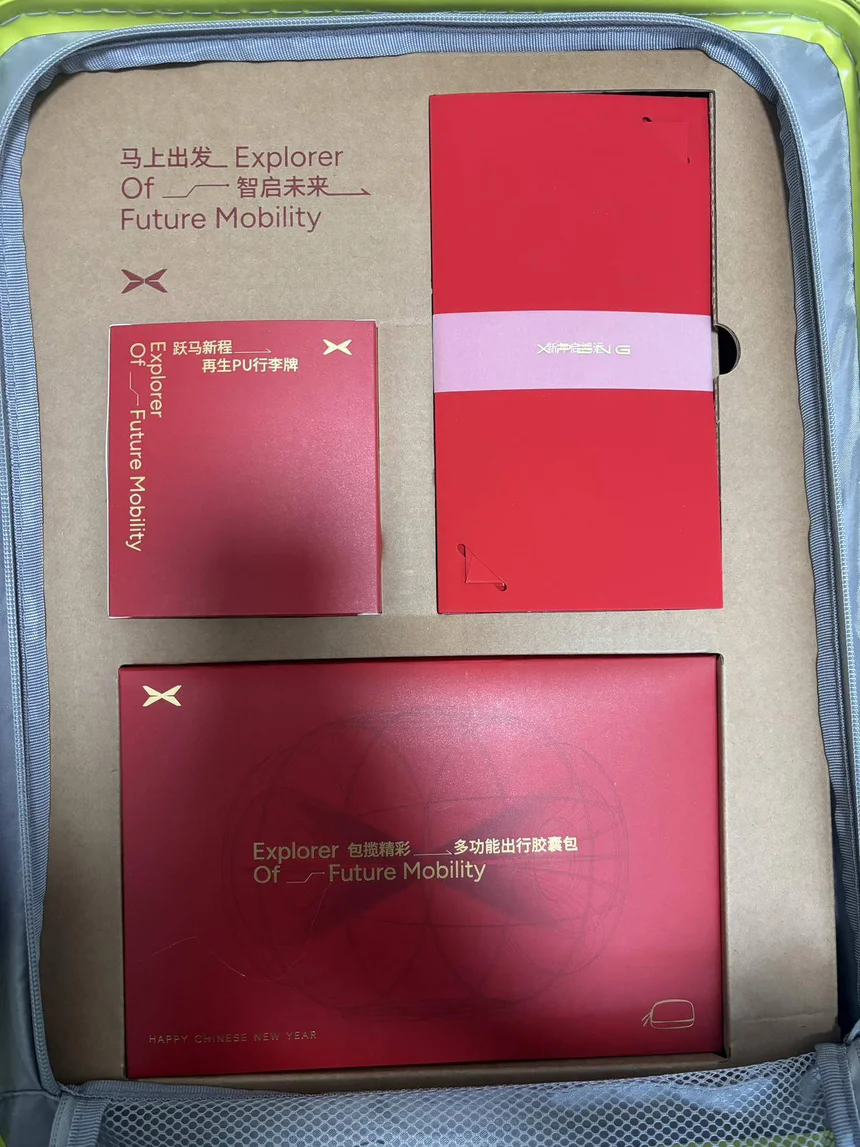 马上出发 Explorer
Of 智启未来
Future Mobility
跃马新程
再生PU行李牌
Explorer
Of Future Mobility
Explorer 包揽精彩 多功能出行胶囊包
Of Future Mobility
HAPPY CHINESE NEW YEAR